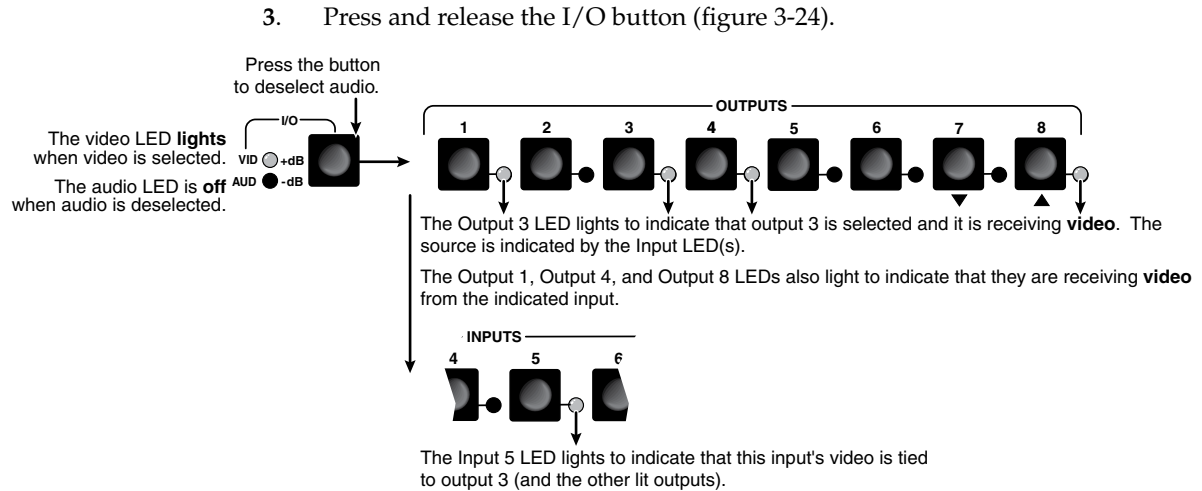 3. Press and release the I/O button (figure 3-24).
Press the button
to deselect audio.
I/O
The video LED lights
when video is selected.
VID +dB
The audio LED is off
when audio is deselected.
AUD -dB
OUTPUTS
1 2 3 4 5 6 7 8
The Output 3 LED lights to indicate that output 3 is selected and it is receiving video. The
source is indicated by the Input LED(s).
The Output 1, Output 4, and Output 8 LEDs also light to indicate that they are receiving video
from the indicated input.
INPUTS
4 5 6
The Input 5 LED lights to indicate that this input's video is tied
to output 3 (and the other lit outputs).